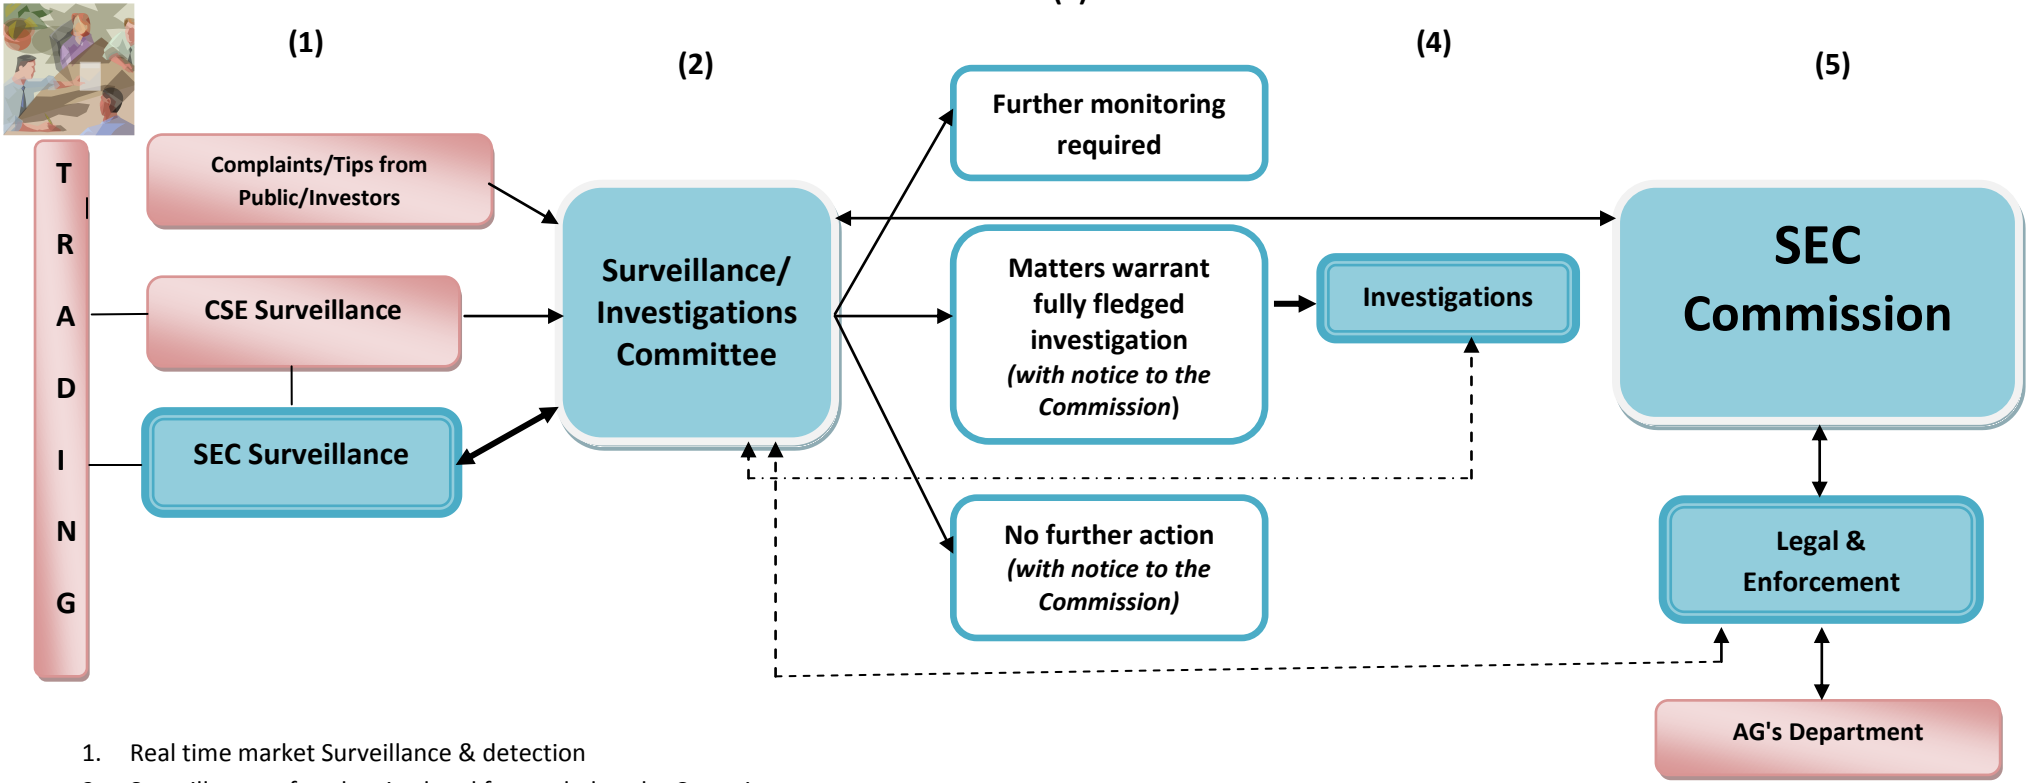 (1)
(2)
(4)
(5)
T
R
A
D
I
N
G
Complaints/Tips from
Public/Investors
CSE Surveillance
SEC Surveillance
Surveillance/
Investigations
Committee
Further monitoring
required
Matters warrant
fully fledged
investigation
(with notice to the
Commission)
No further action
(with notice to the
Commission)
Investigations
SEC
Commission
Legal &
Enforcement
AG's Department
1. Real time market Surveillance & detection